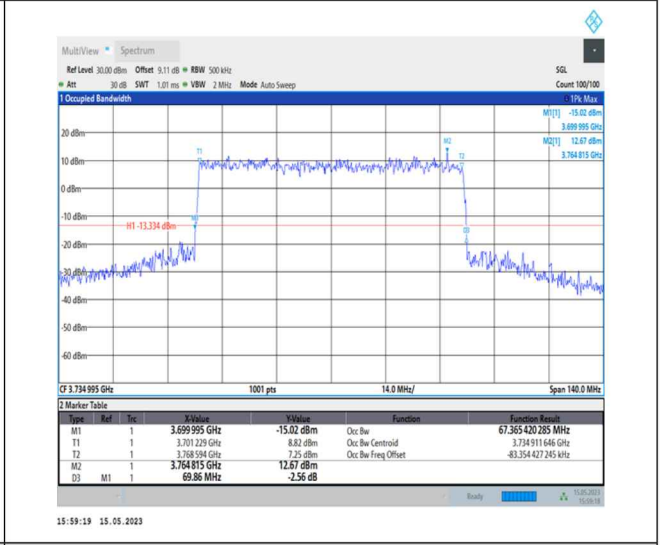 MultiView Spectrum
Ref Level 30.00 dBm Offset 9.11 dB RBW 500 kHz SGL
Att 30 dB SWT 1.01 ms VBW 2 MHz Mode Auto Sweep Count 100/100
1 Occupied Bandwidth 1Pk Max
M1[1] -15.02 dBm
3.699 995 GHz
M2[1] 12.67 dBm
3.764 815 GHz
20 dBm
M2
T1
T2
10 dBm
0 dBm
-10 dBm
M1
H1 -13.334 dBm
D3
-20 dBm
-30 dBm
-40 dBm
-50 dBm
-60 dBm
CF 3.734 995 GHz 1001 pts 14.0 MHz/ Span 140.0 MHz
2 Marker Table
Type Ref Trc X-Value Y-Value Function Function Result
M1 1 3.699 995 GHz -15.02 dBm Occ Bw 67.365 420 285 MHz
T1 1 3.701 229 GHz 8.82 dBm Occ Bw Centroid 3.734 911 646 GHz
T2 1 3.768 594 GHz 7.25 dBm Occ Bw Freq Offset -83.354 427 245 kHz
M2 1 3.764 815 GHz 12.67 dBm
D3 M1 1 69.86 MHz -2.56 dB
Ready 15.05.2023
15:59:18
15:59:19 15.05.2023